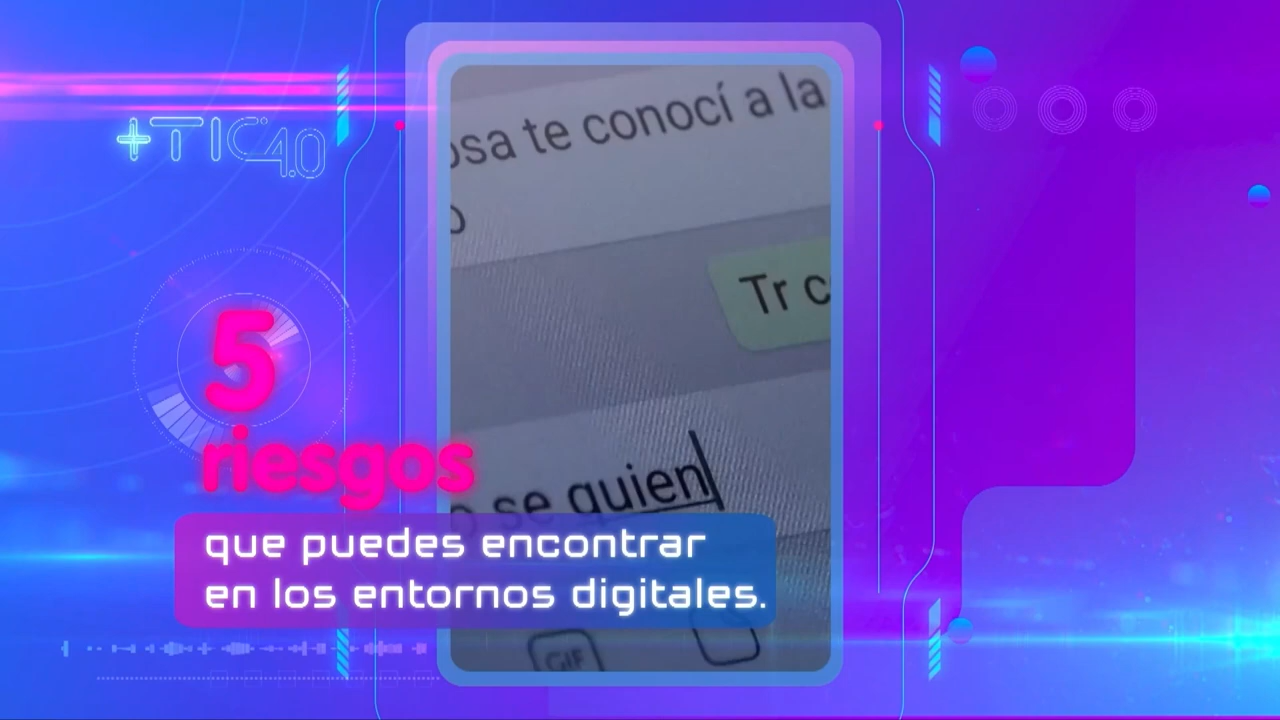 +TIC 4.0
osa te conocí a la
o
Tr c
o se quien
GIF
5
riesgos
que puedes encontrar
en los entornos digitales.